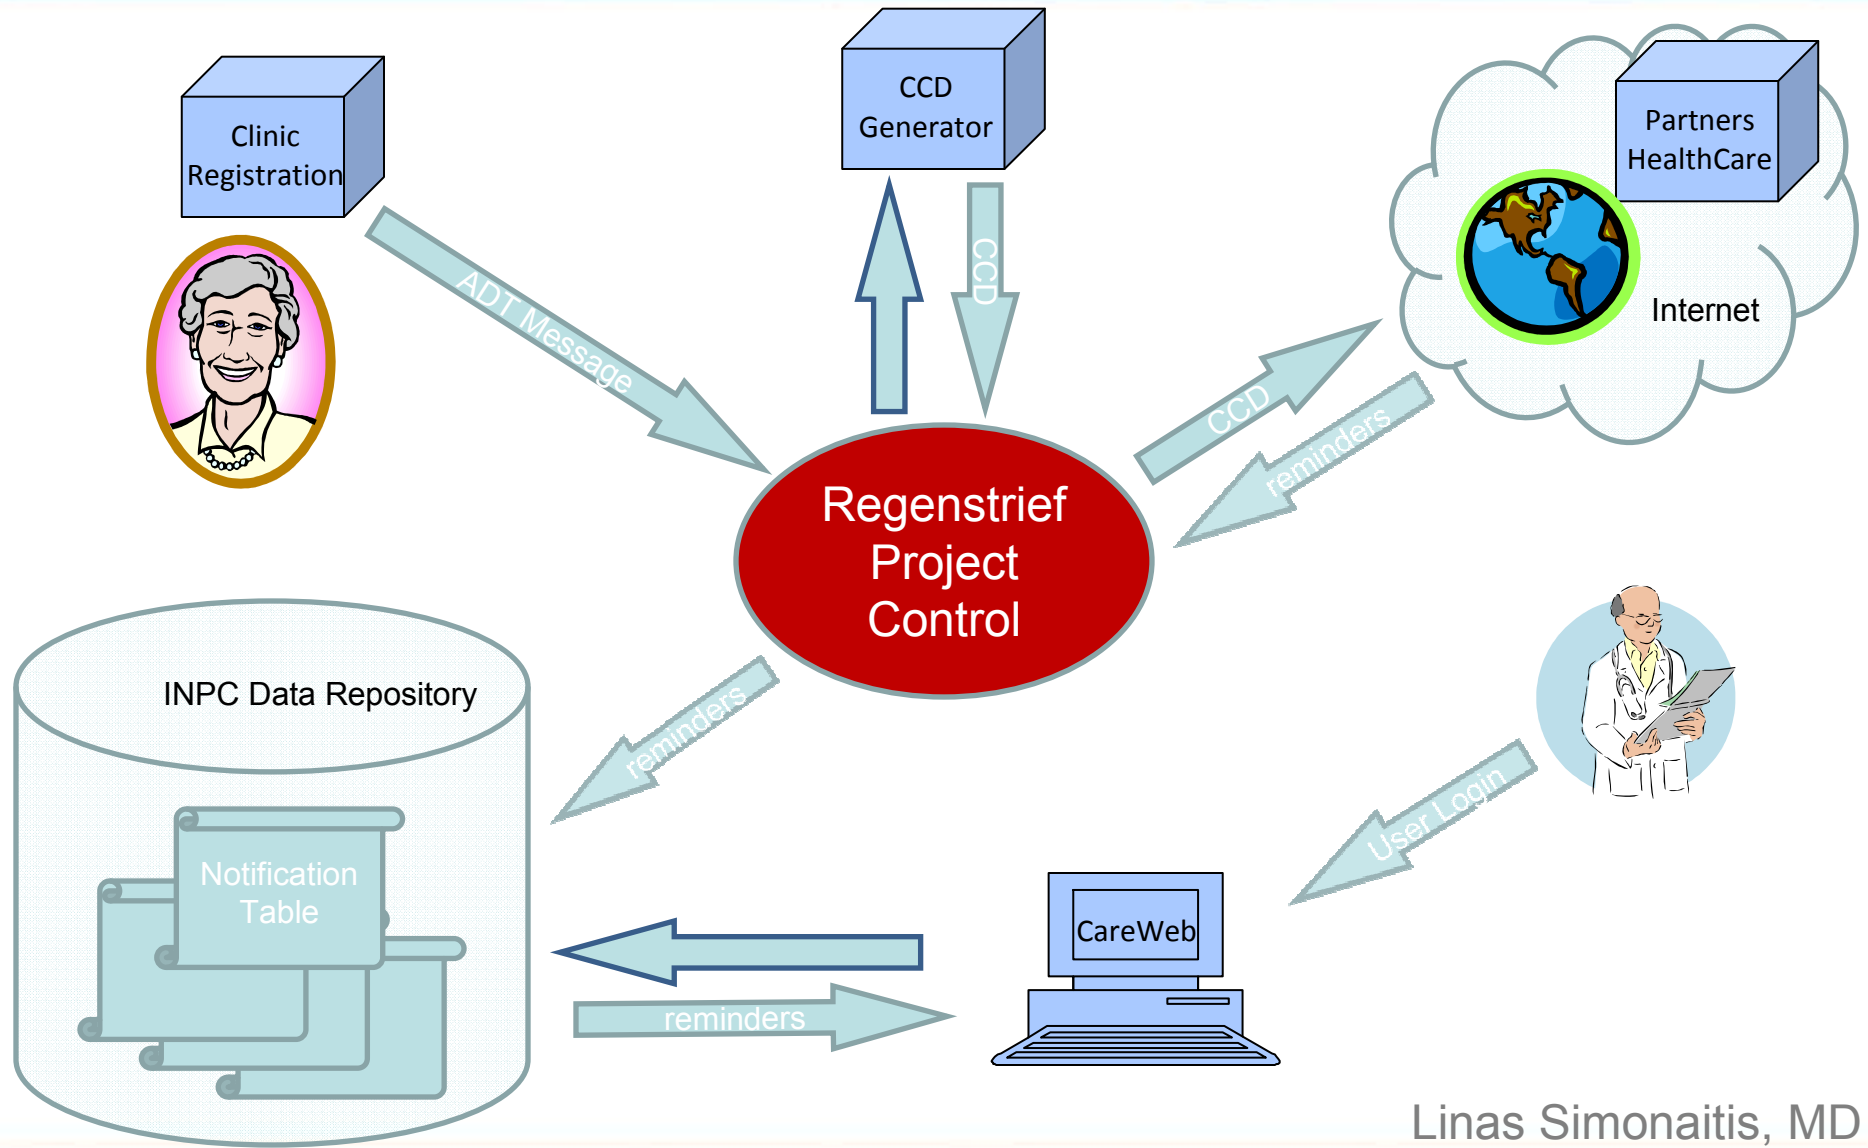 CCD
Generator
Clinic
Registration
Partners
HealthCare
ADT Message
CCD
Internet
CCD
reminders
Regenstrief
Project
Control
INPC Data Repository
reminders
User Login
Notification
Table
CareWeb
reminders
Linas Simonaitis, MD